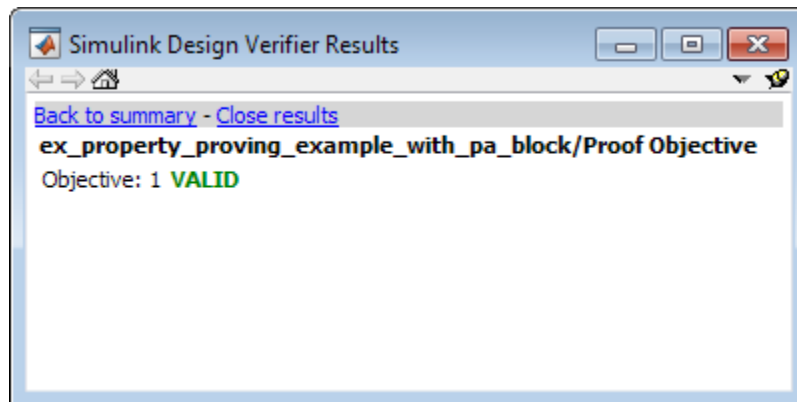 Simulink Design Verifier Results
Back to summary - Close results
ex_property_proving_example_with_pa_block/Proof Objective
Objective: 1 VALID